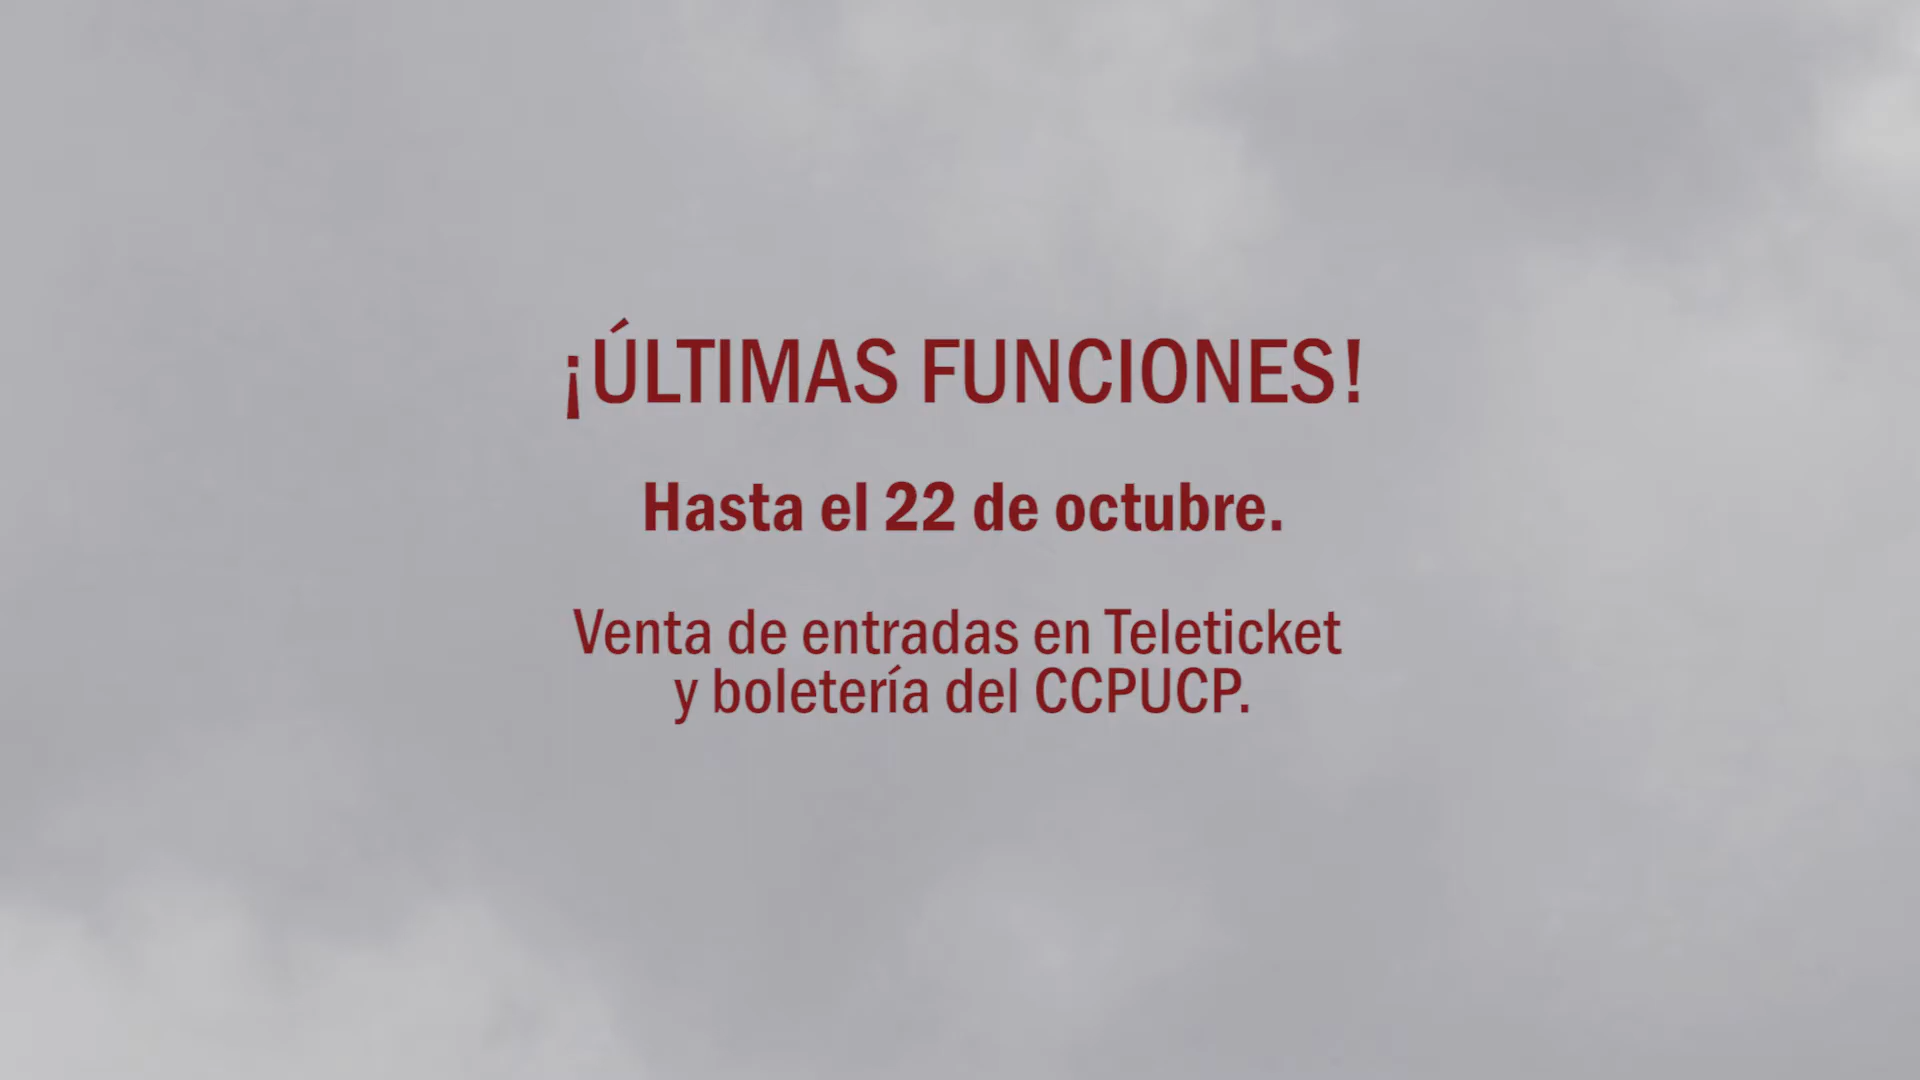 ¡ÚLTIMAS FUNCIONES!
Hasta el 22 de octubre.
Venta de entradas en Teleticket
y boletería del CCPUCP.